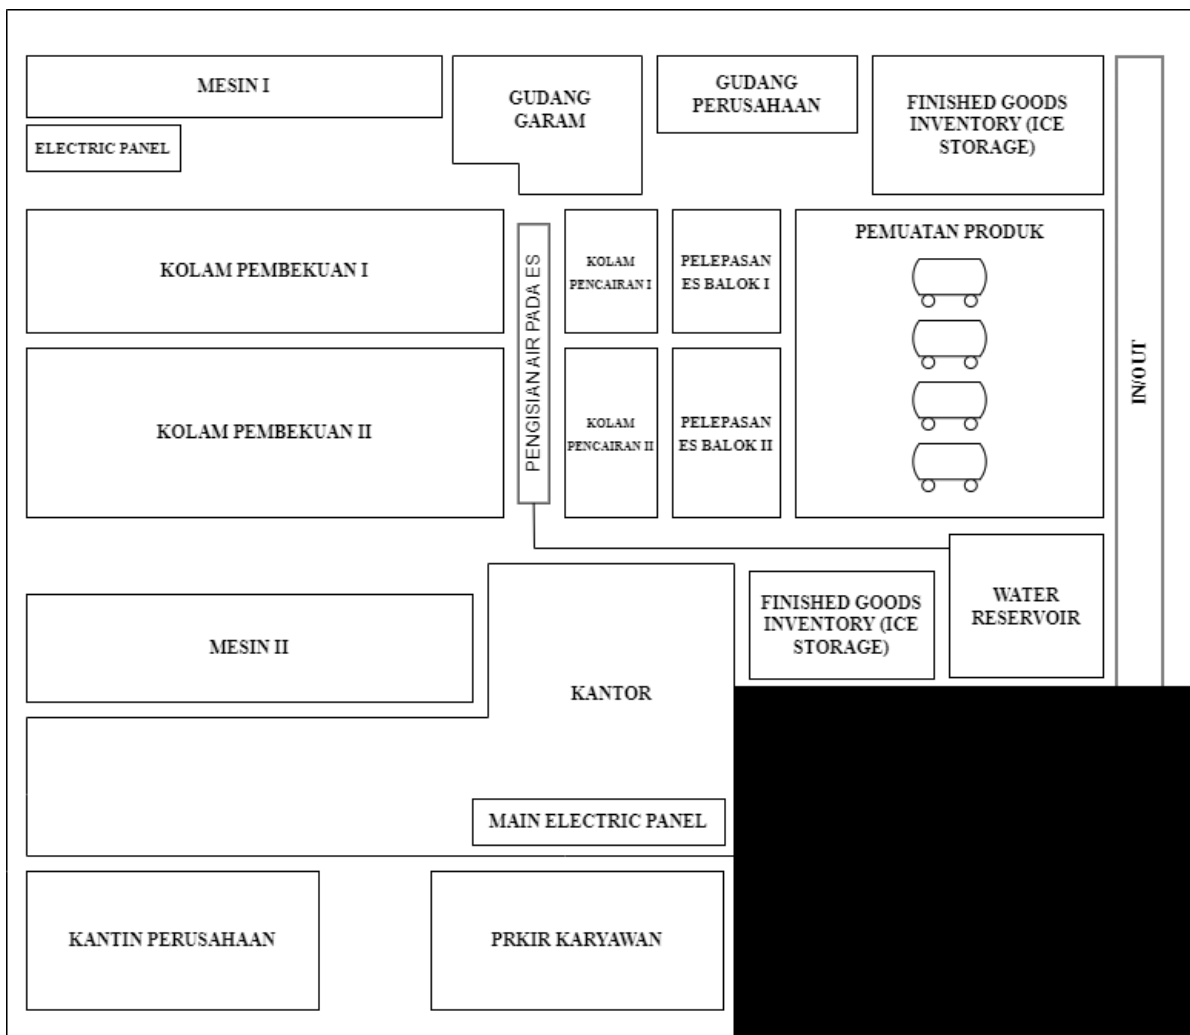 MESIN I
ELECTRIC PANEL
GUDANG
GARAM
GUDANG
PERUSAHAAN
FINISHED GOODS
INVENTORY (ICE
STORAGE)
KOLAM PEMBEKUAN I
KOLAM PEMBEKUAN II
PENGISIAN AIR PADA ES
KOLAM
PENCAIRAN I
PELEPASAN
ES BALOK I
KOLAM
PENCAIRAN II
PELEPASAN
ES BALOK II
PEMUATAN PRODUK
IN/OUT
MESIN II
KANTOR
FINISHED GOODS
INVENTORY (ICE
STORAGE)
WATER
RESERVOIR
MAIN ELECTRIC PANEL
KANTIN PERUSAHAAN
PRKIR KARYAWAN